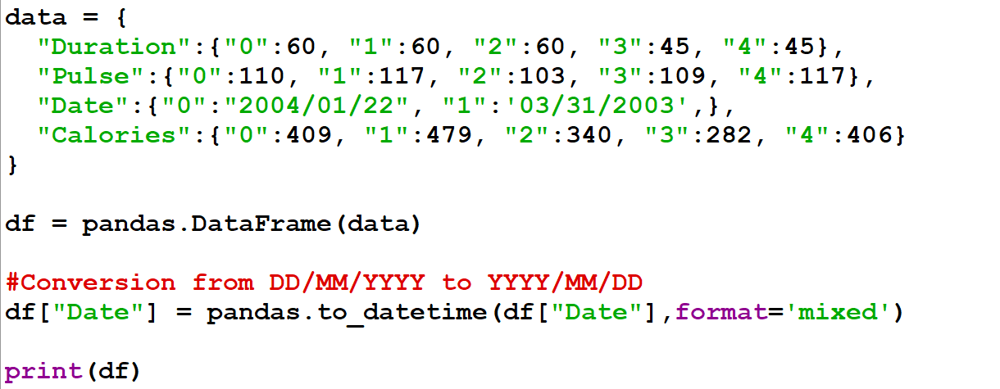 data = {
  "Duration":{"0":60, "1":60, "2":60, "3":45, "4":45},
  "Pulse":{"0":110, "1":117, "2":103, "3":109, "4":117},
  "Date":{"0":"2004/01/22", "1":'03/31/2003',},
  "Calories":{"0":409, "1":479, "2":340, "3":282, "4":406}
}
df = pandas.DataFrame(data)
#Conversion from DD/MM/YYYY to YYYY/MM/DD
df["Date"] = pandas.to_datetime(df["Date"],format='mixed')
print(df)